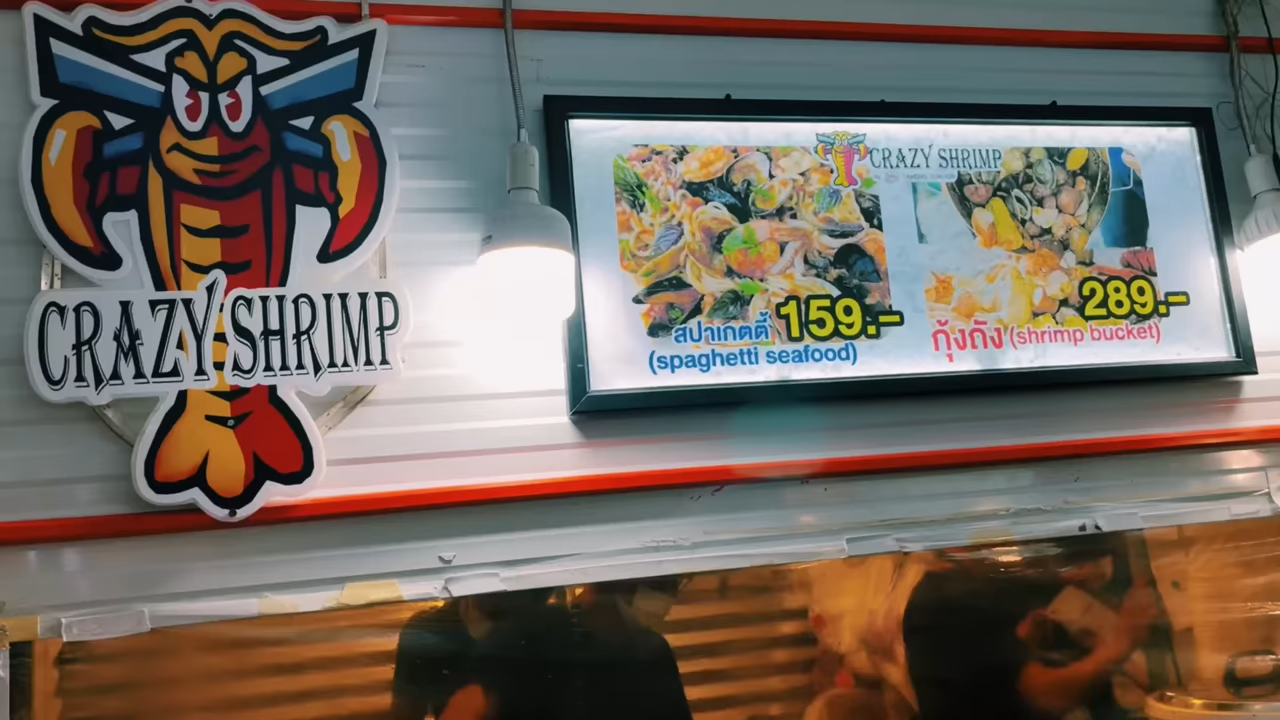 CRAZY SHRIMP
CRAZY SHRIMP
สปาเกตตี้ 159.-
(spaghetti seafood)
289.-
กุ้งถัง (shrimp bucket)